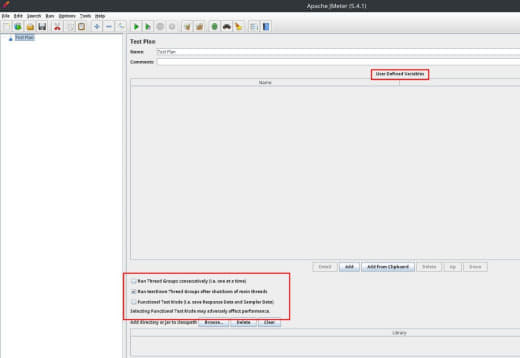 Apache JMeter (5.4.1)
File Edit Search Run Options Tools Help
Test Plan
Test Plan
Name: Test Plan
Comments:
User Defined Variables
Name:
Detail Add Add from Clipboard Delete Up Down
Run Thread Groups consecutively (i.e. one at a time)
Run tearDown Thread Groups after shutdown of main threads
Functional Test Mode (i.e. save Response Data and Sampler Data)
Selecting Functional Test Mode may adversely affect performance.
Add directory or jar to classpath Browse... Delete Clear
Library